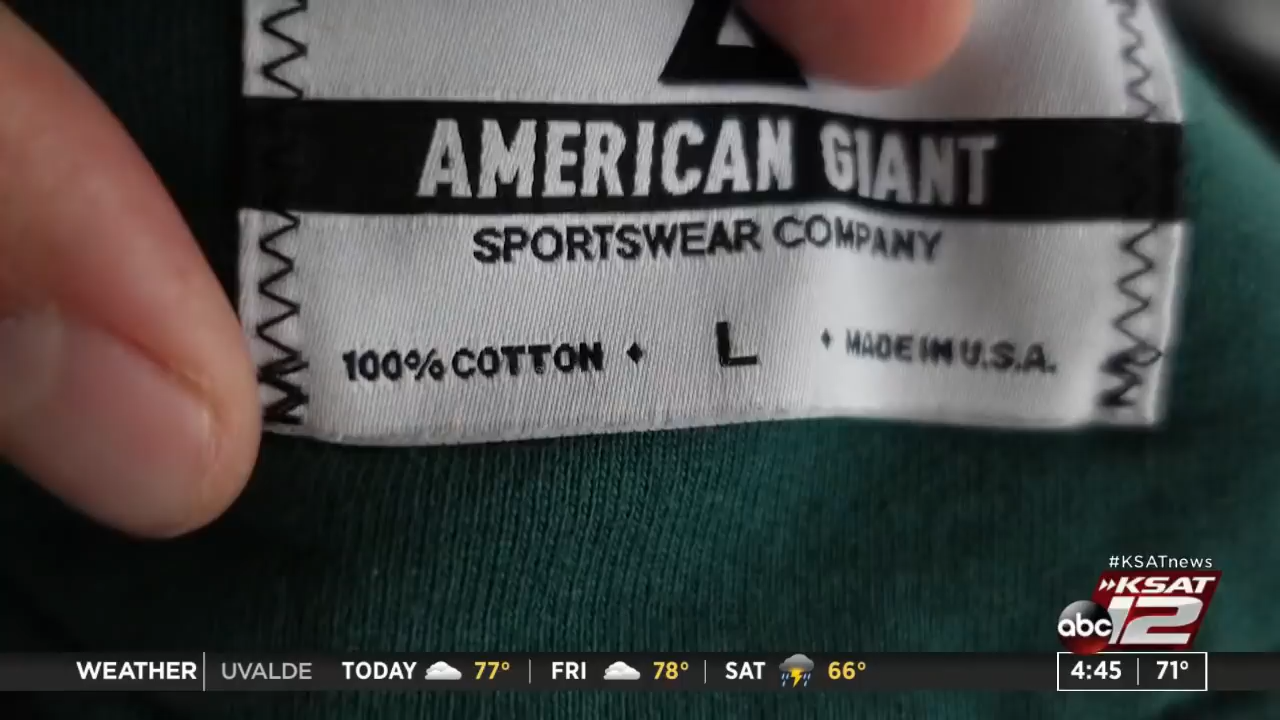 AMERICAN GIANT
SPORTSWEAR COMPANY
100% COTTON ♦ L ♦ MADE IN U.S.A.
#KSATnews
KSAT
abc 12
WEATHER | UVALDE TODAY 77° | FRI 78° | SAT 66°
4:45 | 71°